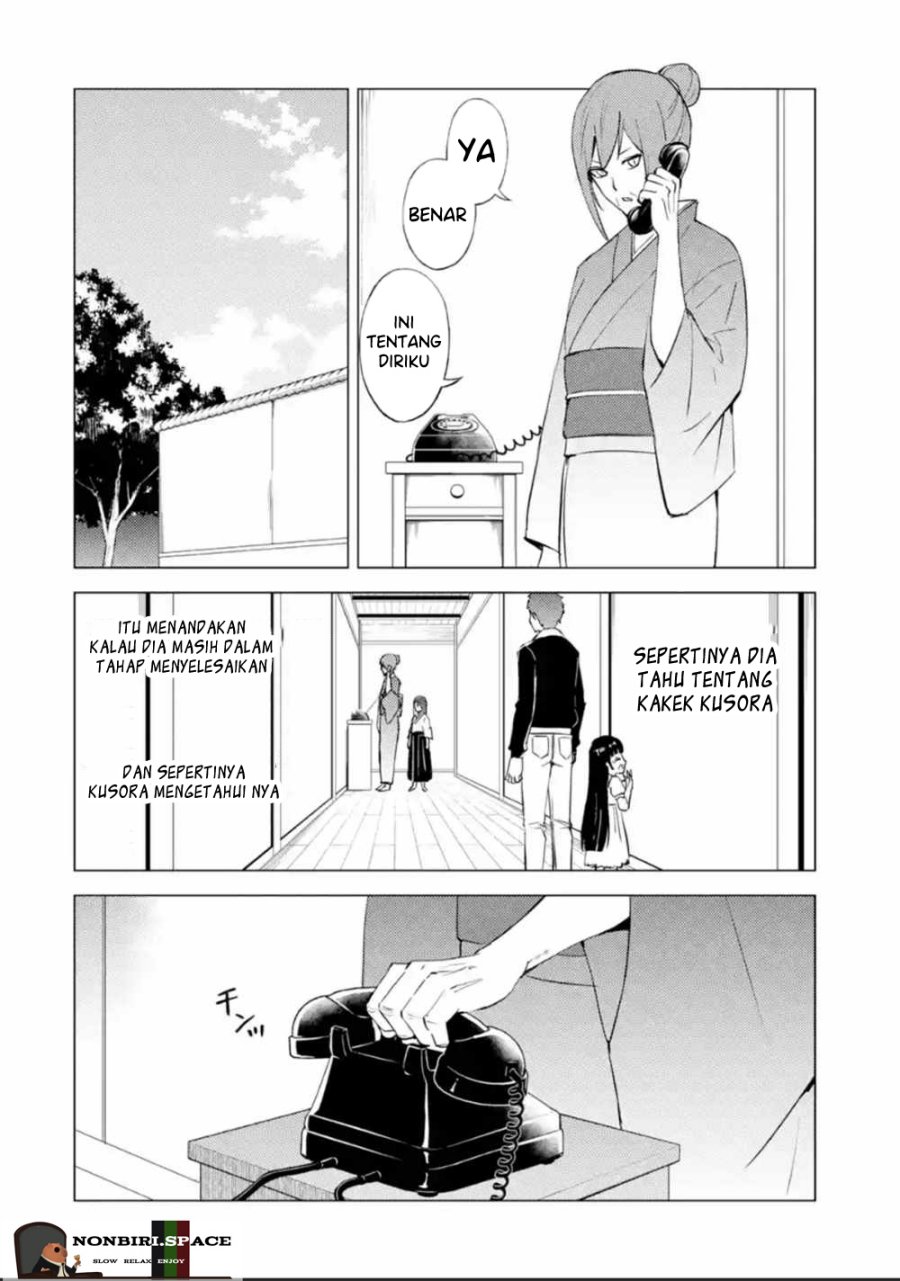 YA
BENAR
INI
TENTANG
DIRIKU
SEPERTINYA DIA
TAHU TENTANG
KAKEK KUSORA
ITU MENANDAKAN
KALAU DIA MASIH DALAM
TAHAP MENYELESAIKAN
DAN SEPERTINYA
KUSORA MENGETAHUI NYA
チンッ
NONBIRI.SPACE
SLOW RELAX ENJOY